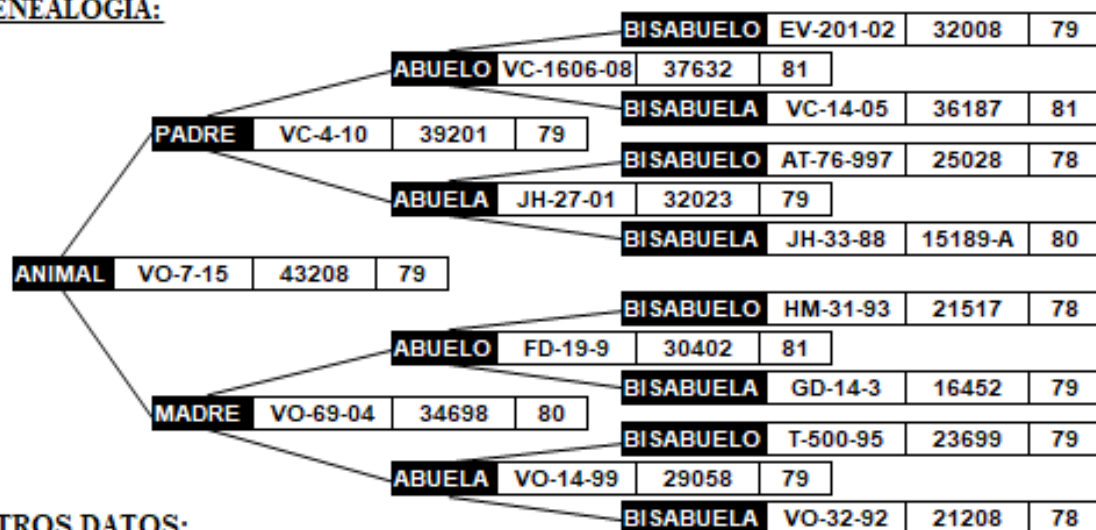 ENEALOGÍA:
BISABUELO EV-201-02 32008 79
ABUELO VC-1606-08 37632 81
BISABUELA VC-14-05 36187 81
PADRE VC-4-10 39201 79
BISABUELO AT-76-997 25028 78
ABUELA JH-27-01 32023 79
BISABUELA JH-33-88 15189-A 80
ANIMAL VO-7-15 43208 79
BISABUELO HM-31-93 21517 78
ABUELO FD-19-9 30402 81
BISABUELA GD-14-3 16452 79
MADRE VO-69-04 34698 80
BISABUELO T-500-95 23699 79
ABUELA VO-14-99 29058 79
BISABUELA VO-32-92 21208 78
TROS DATOS: